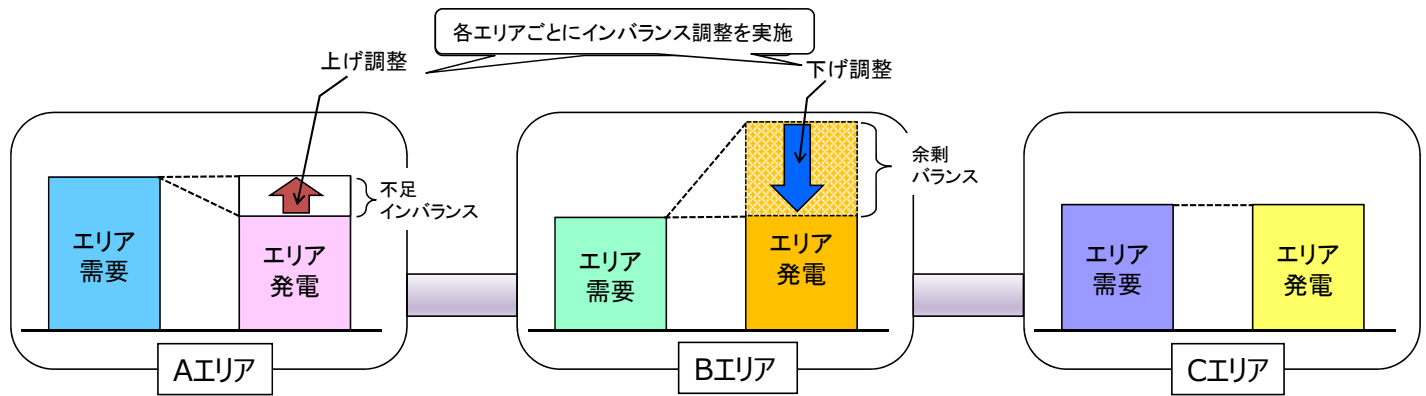 各エリアごとにインバランス調整を実施
上げ調整
下げ調整
エリア
需要
エリア
発電
不足
インバランス
Aエリア
エリア
需要
エリア
発電
余剰
バランス
Bエリア
エリア
需要
エリア
発電
Cエリア